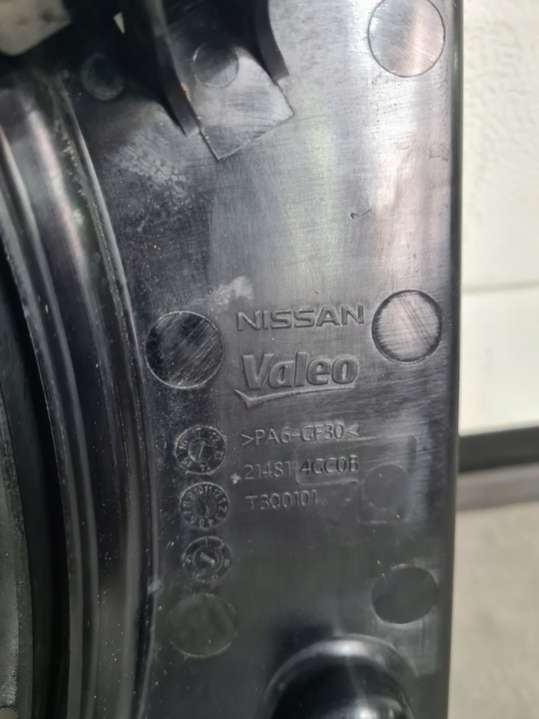 NISSAN
Valeo
>PA6-GF30<
21481 4CC0B
T300101